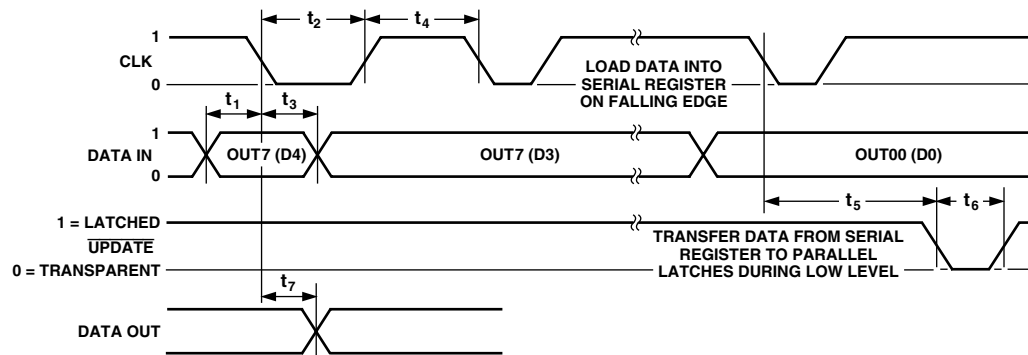 t2
t4
1
CLK
0
LOAD DATA INTO
SERIAL REGISTER
ON FALLING EDGE
t1
t3
1
DATA IN
0
OUT7 (D4)
OUT7 (D3)
OUT00 (D0)
t5
t6
1 = LATCHED
UPDATE
0 = TRANSPARENT
TRANSFER DATA FROM SERIAL
REGISTER TO PARALLEL
LATCHES DURING LOW LEVEL
t7
DATA OUT